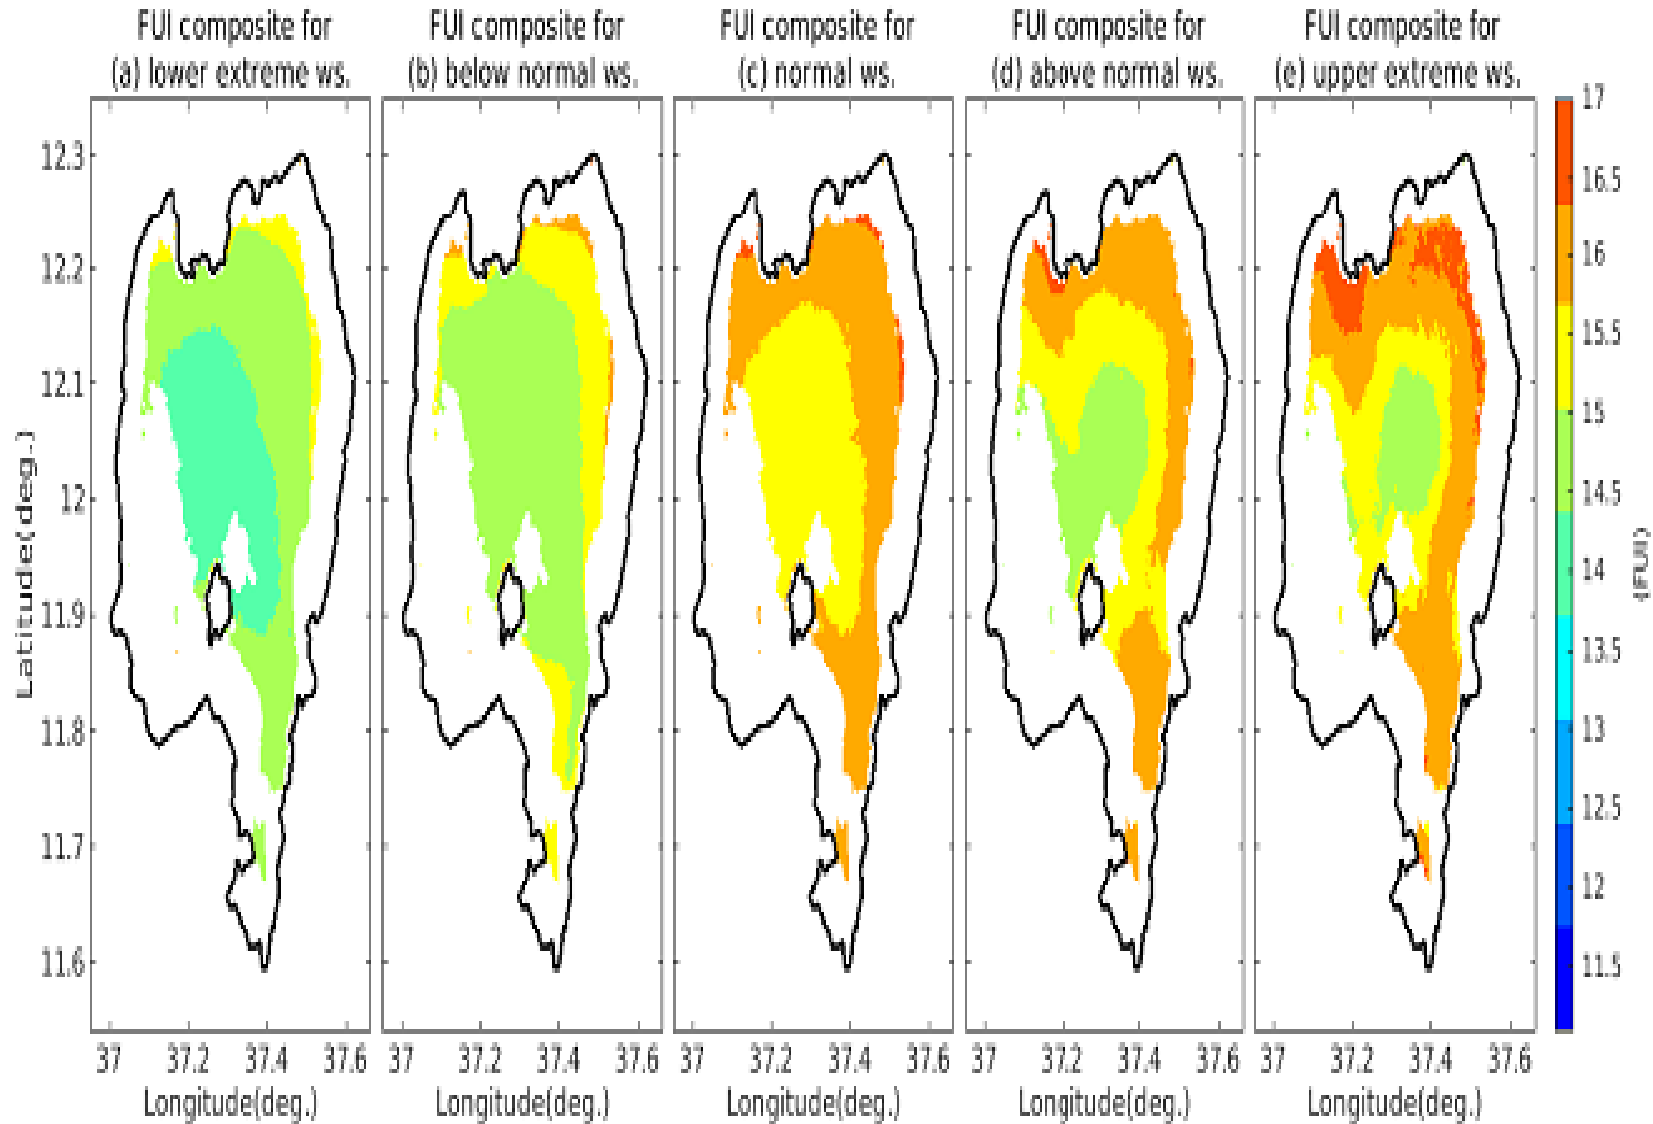 FUI composite for
(a) lower extreme ws.
FUI composite for
(b) below normal ws.
FUI composite for
(c) normal ws.
FUI composite for
(d) above normal ws.
FUI composite for
(e) upper extreme ws.
Latitude(deg.)
12.3
12.2
12.1
12
11.9
11.8
11.7
11.6
37 37.2 37.4 37.6
37 37.2 37.4 37.6
37 37.2 37.4 37.6
37 37.2 37.4 37.6
37 37.2 37.4 37.6
Longitude(deg.)
Longitude(deg.)
Longitude(deg.)
Longitude(deg.)
Longitude(deg.)
17
16.5
16
15.5
15
14.5
14
13.5
13
12.5
12
11.5
(FUI)